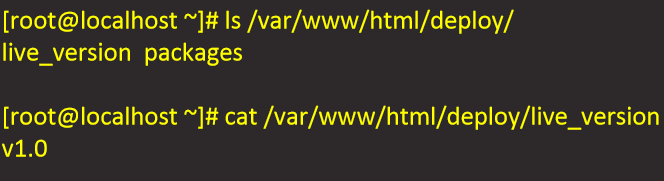 [root@localhost ~]# ls /var/www/html/deploy/
live_version packages
[root@localhost ~]# cat /var/www/html/deploy/live_version
v1.0